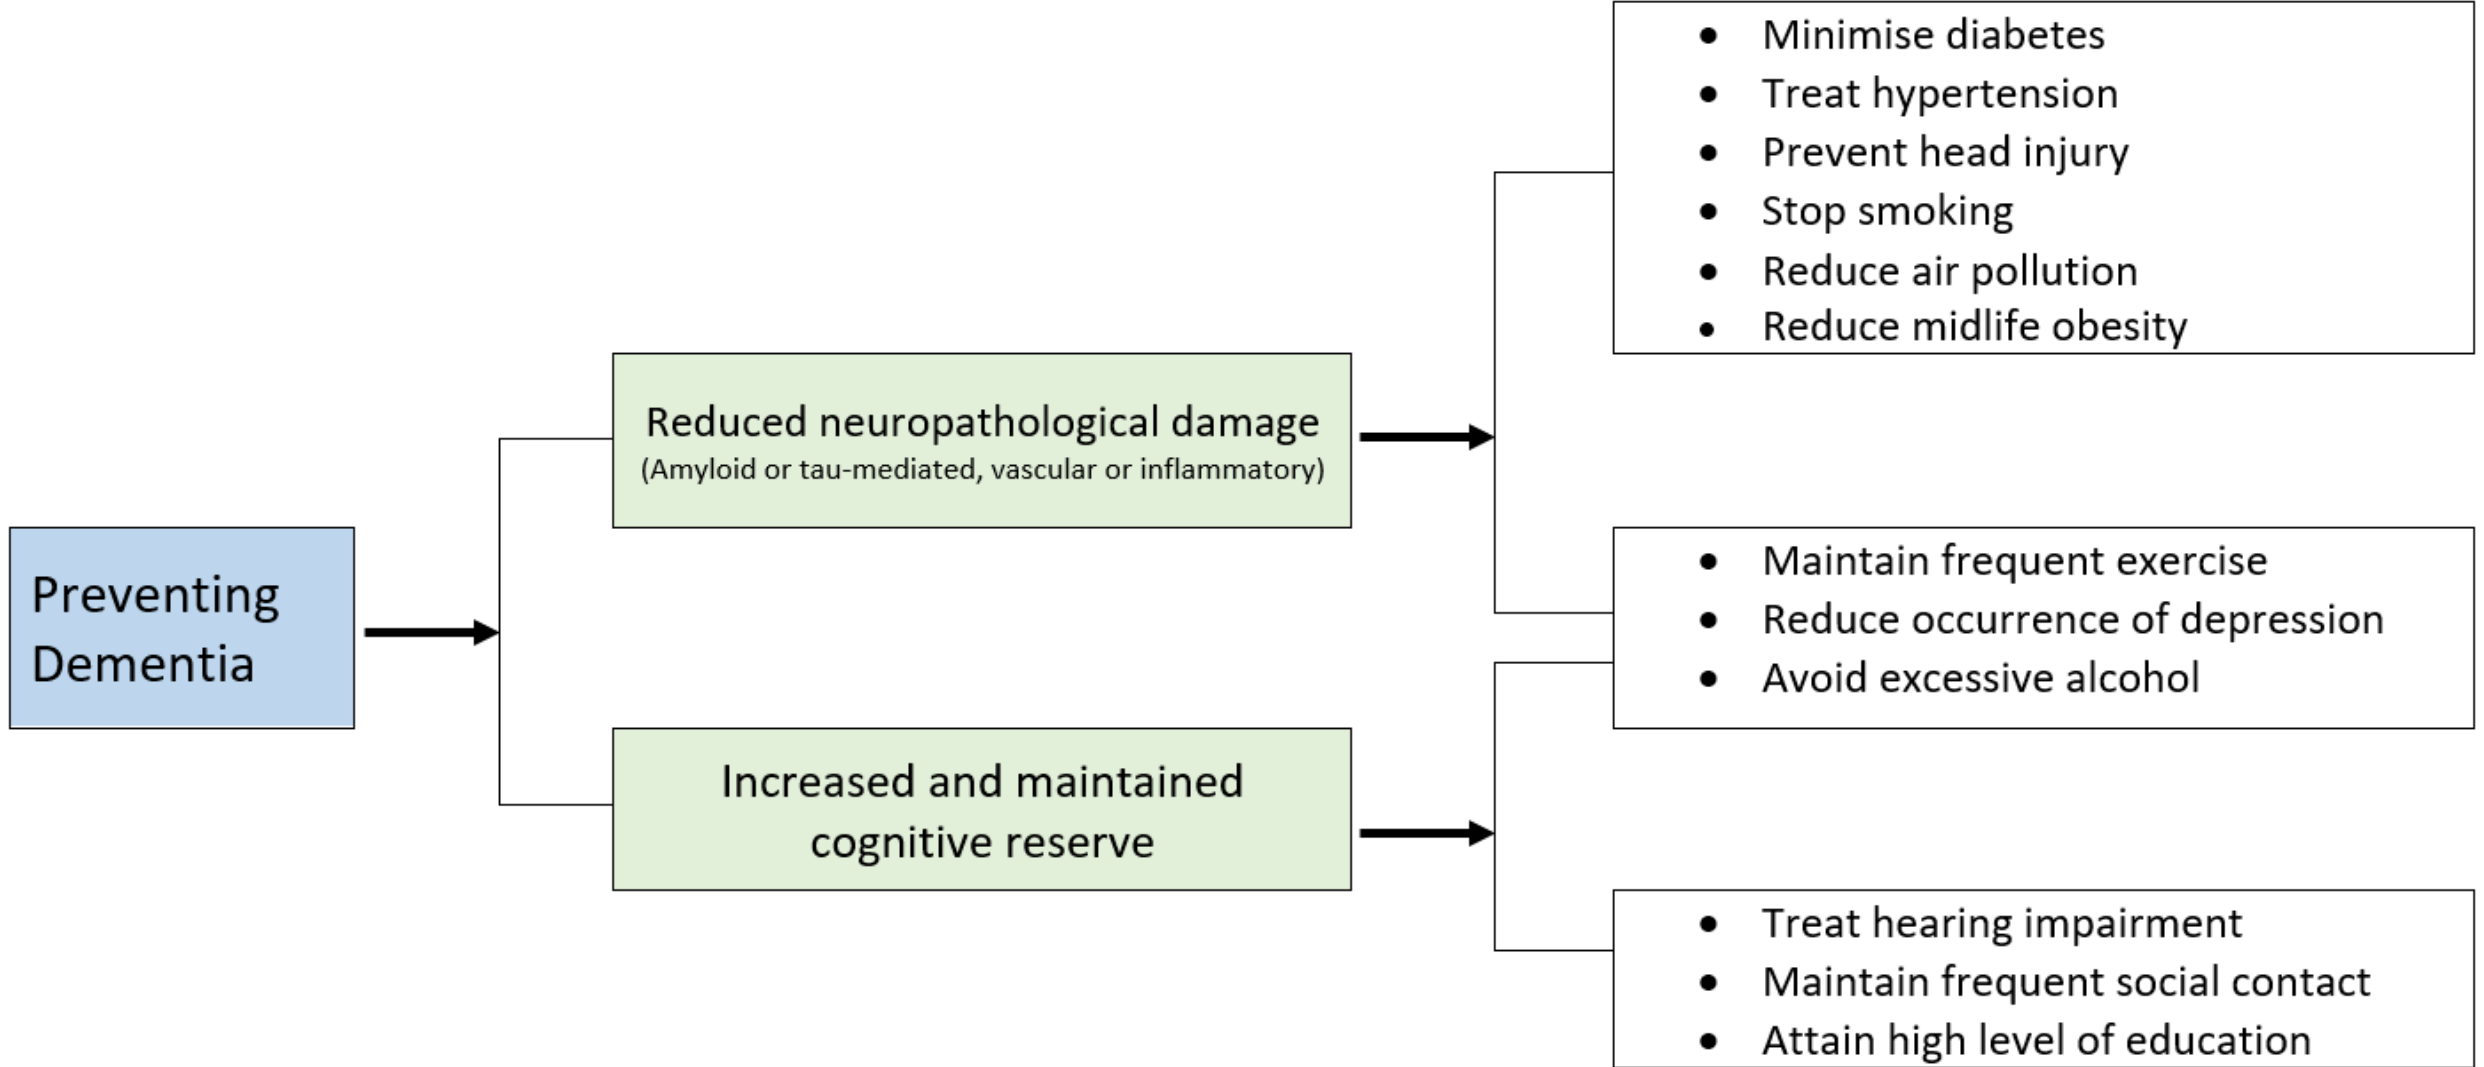 Preventing
Dementia
Reduced neuropathological damage
(Amyloid or tau-mediated, vascular or inflammatory)
Increased and maintained
cognitive reserve
• Minimise diabetes
• Treat hypertension
• Prevent head injury
• Stop smoking
• Reduce air pollution
• Reduce midlife obesity
• Maintain frequent exercise
• Reduce occurrence of depression
• Avoid excessive alcohol
• Treat hearing impairment
• Maintain frequent social contact
• Attain high level of education